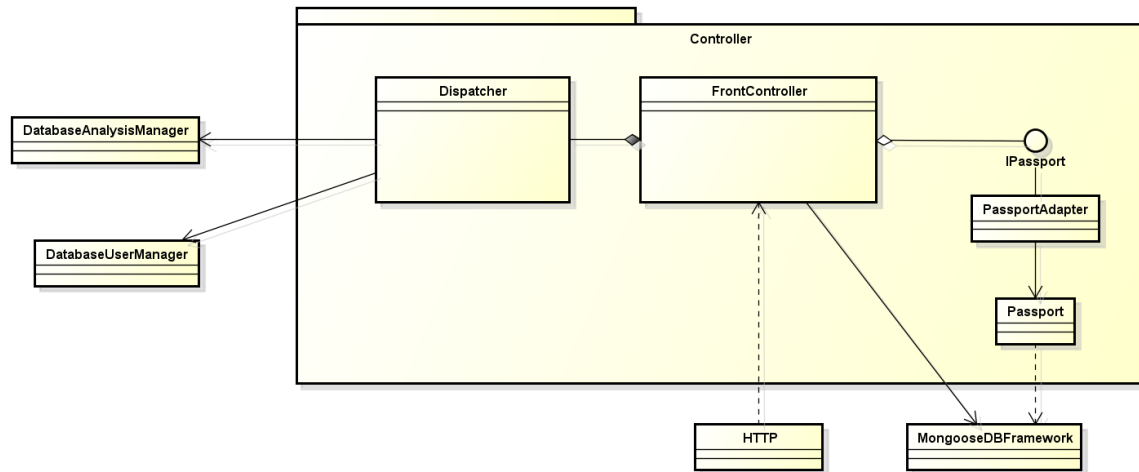 Controller
Dispatcher
FrontController
DatabaseAnalysisManager
IPassport
PassportAdapter
DatabaseUserManager
Passport
HTTP
MongooseDBFramework